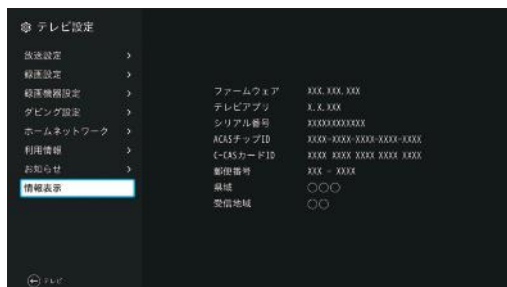 テレビ設定
放送設定
録画設定
録画機器設定
ダビング設定
ホームネットワーク
利用情報
お知らせ
情報表示
ファームウェア XXX.XXX.XXX
テレビアプリ X.X.XXX
シリアル番号 XXXXXXXXXXXX
ACASチップID XXXX-XXXX-XXXX-XXXX-XXXX
C-CASカードID XXXX XXXX XXXX XXXX XXXX
郵便番号 XXX - XXXX
県域 ○○○
受信地域 ○○
テレビ